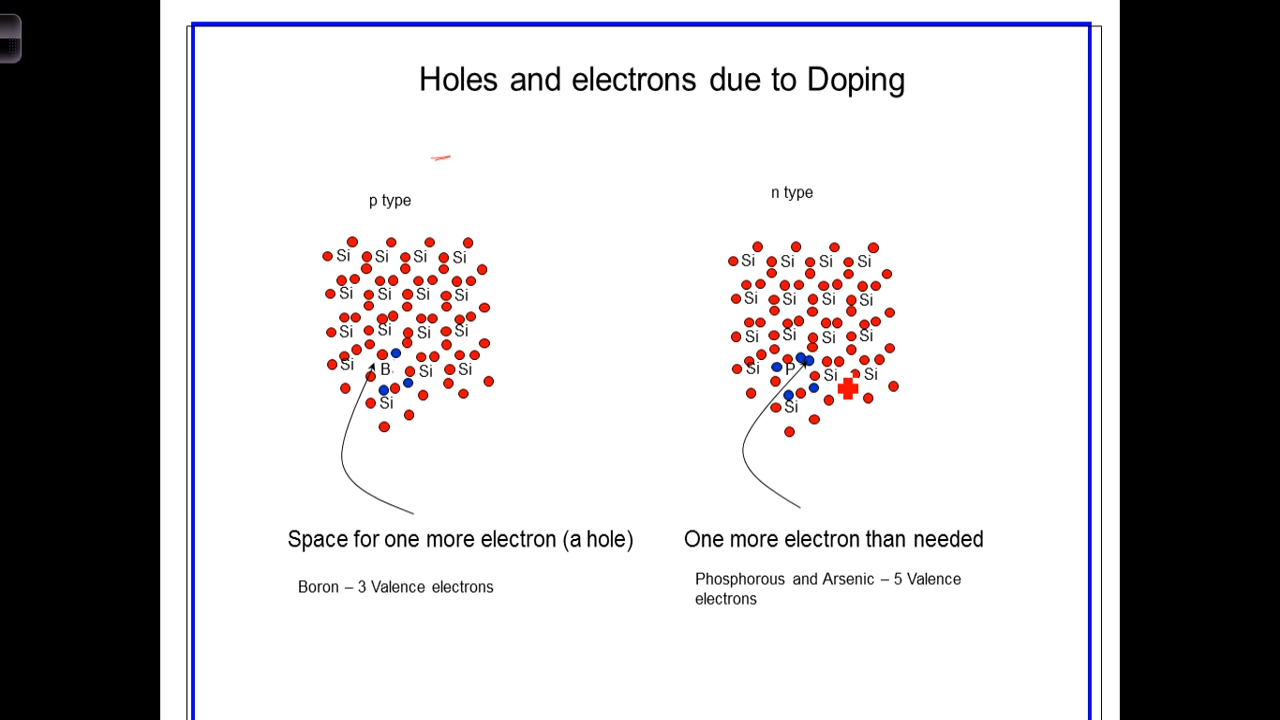 Holes and electrons due to Doping
p type
n type
Si Si Si Si
Si Si Si Si
Si Si Si Si
Si B Si Si
Si
Si Si Si Si
Si Si Si Si
Si Si Si Si
Si P Si Si
Si
Space for one more electron (a hole)
One more electron than needed
Boron – 3 Valence electrons
Phosphorous and Arsenic – 5 Valence
electrons